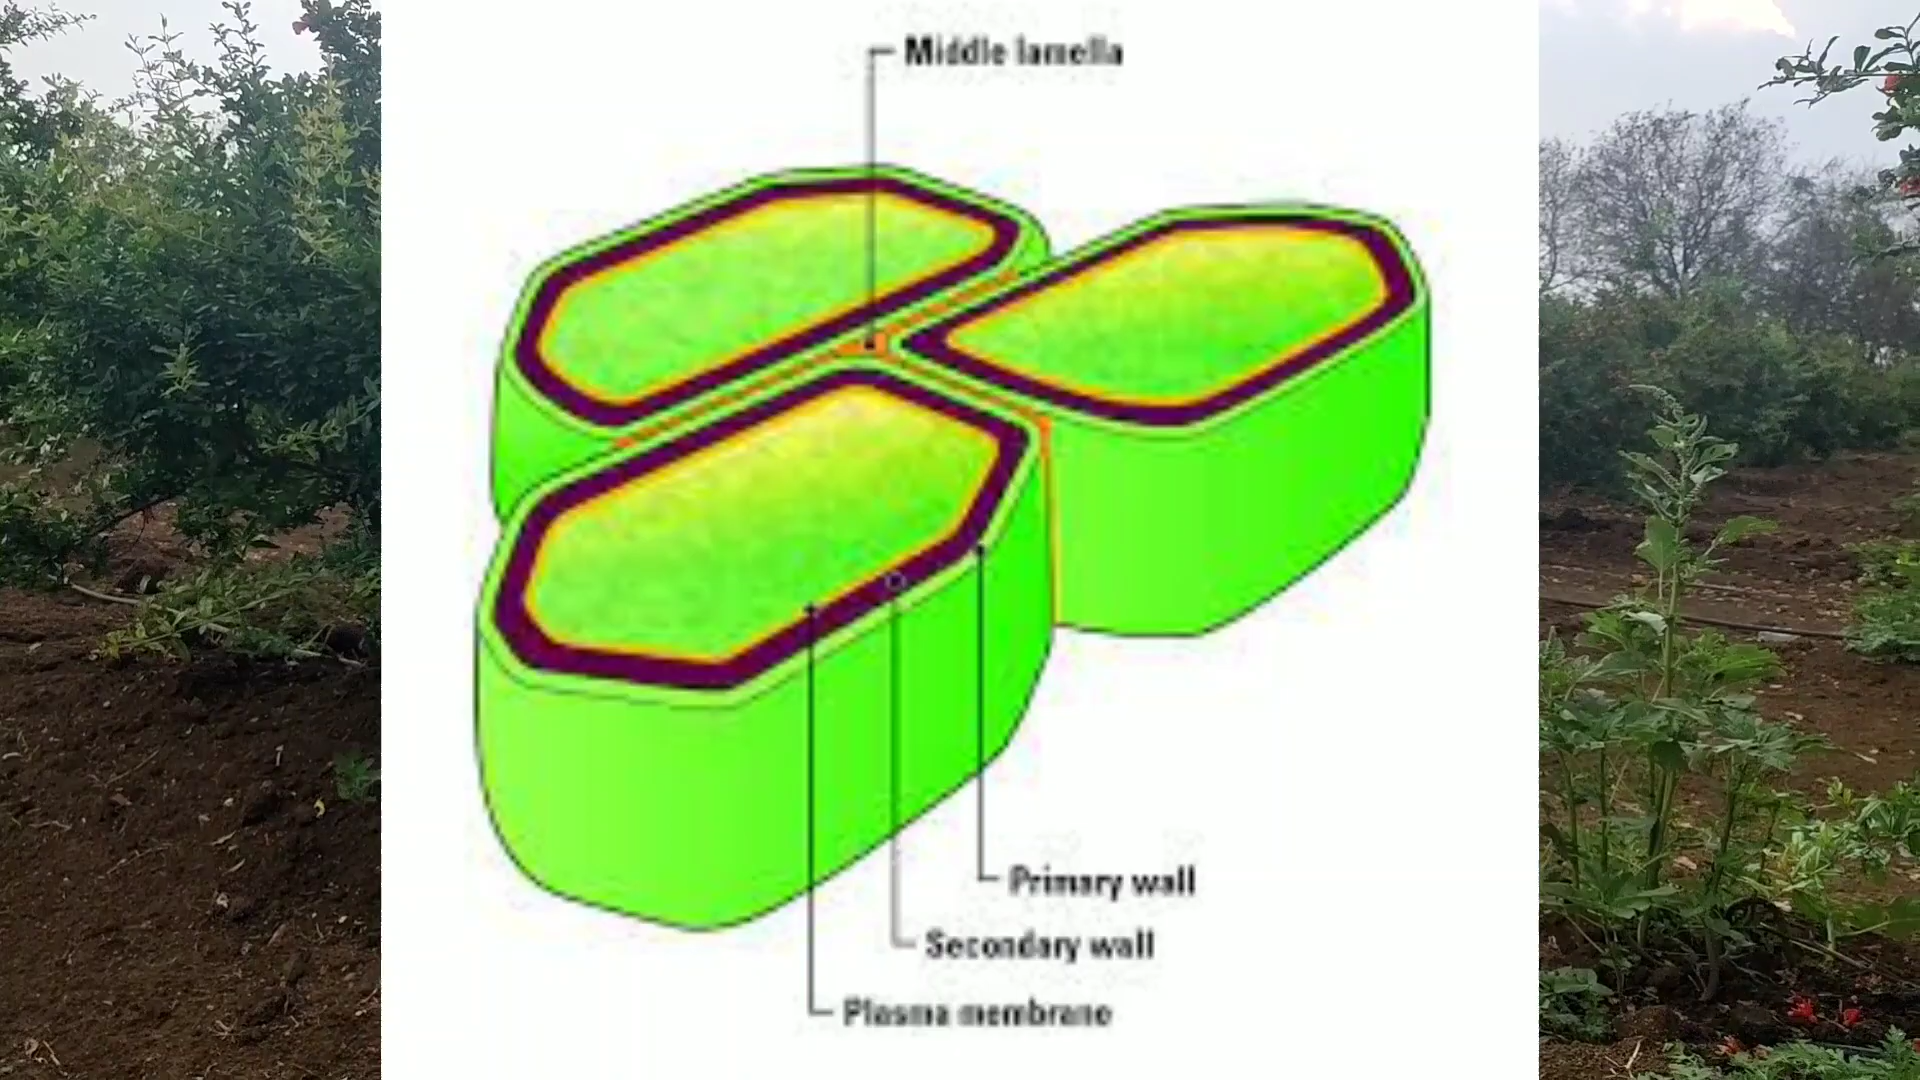 Middle lamella
Primary wall
Secondary wall
Plasma membrane